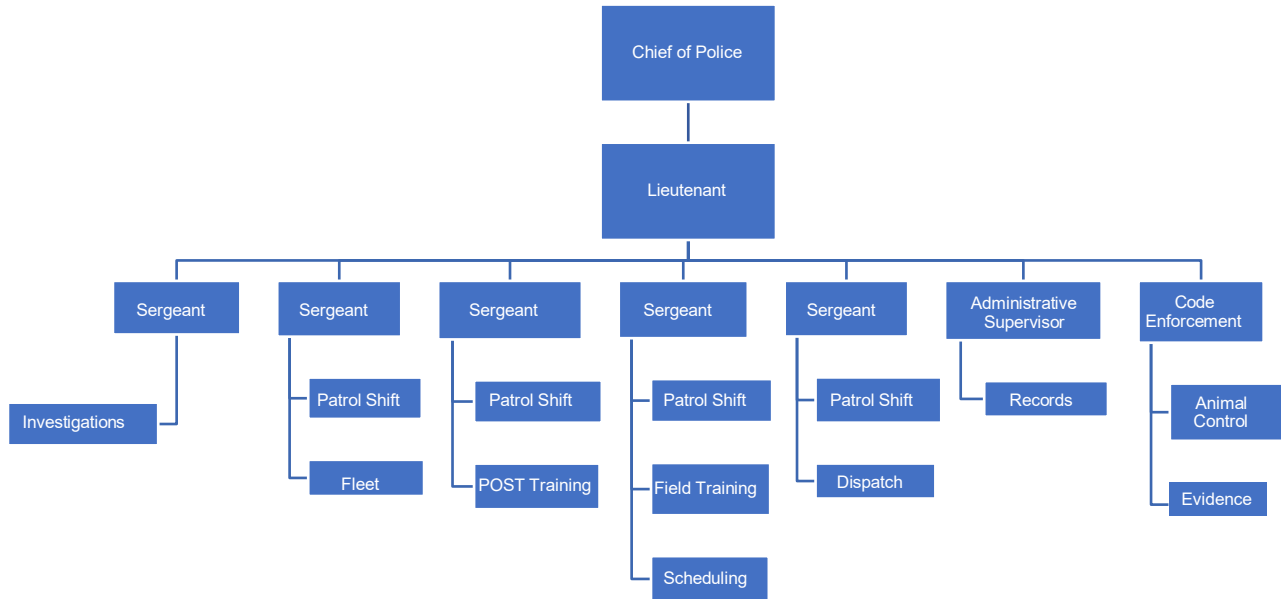 Chief of Police
Lieutenant
Sergeant
Sergeant
Sergeant
Sergeant
Sergeant
Administrative
Supervisor
Code
Enforcement
Investigations
Patrol Shift
Fleet
Patrol Shift
POST Training
Patrol Shift
Field Training
Scheduling
Patrol Shift
Dispatch
Records
Animal
Control
Evidence